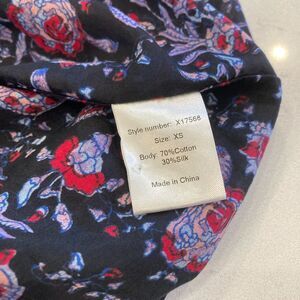 Style number: X17568
Size: XS
Body: 70%Cotton
30%Silk
Made in China